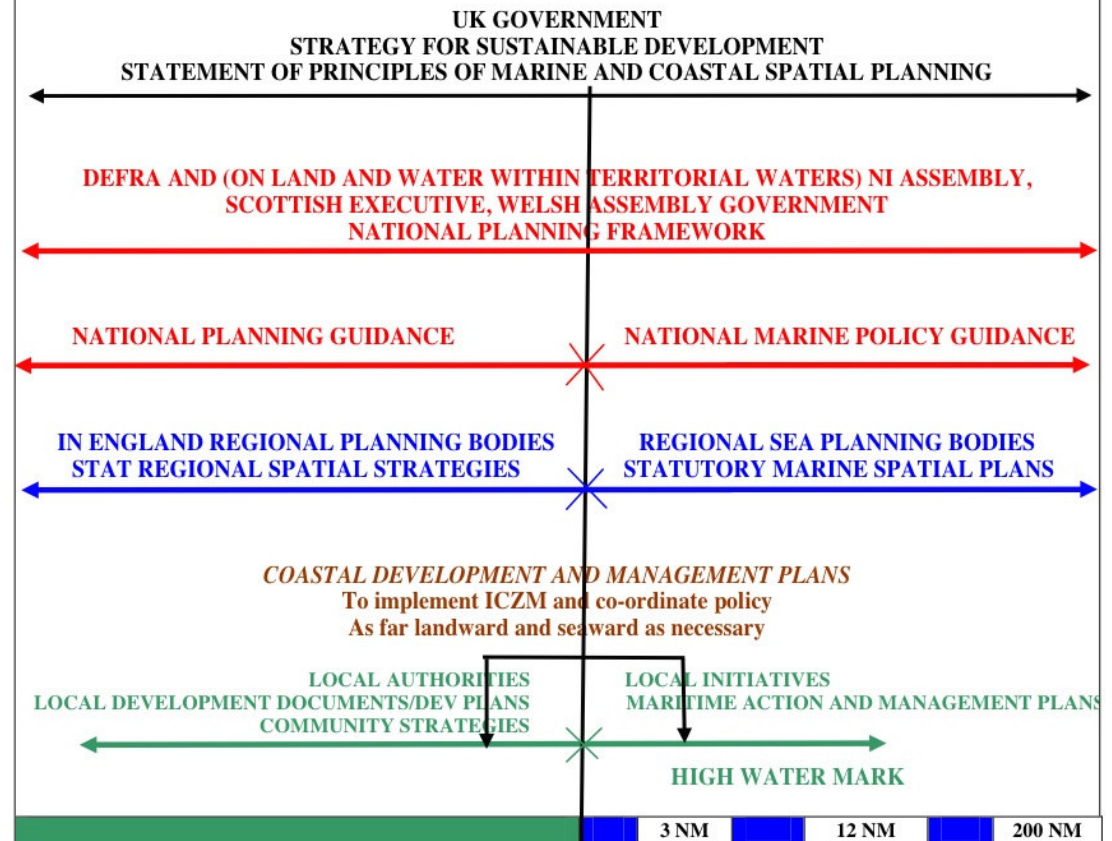 UK GOVERNMENT
STRATEGY FOR SUSTAINABLE DEVELOPMENT
STATEMENT OF PRINCIPLES OF MARINE AND COASTAL SPATIAL PLANNING
DEFRA AND (ON LAND AND WATER WITHIN TERRITORIAL WATERS) NI ASSEMBLY,
SCOTTISH EXECUTIVE, WELSH ASSEMBLY GOVERNMENT
NATIONAL PLANNING FRAMEWORK
NATIONAL PLANNING GUIDANCE
NATIONAL MARINE POLICY GUIDANCE
IN ENGLAND REGIONAL PLANNING BODIES
STAT REGIONAL SPATIAL STRATEGIES
REGIONAL SEA PLANNING BODIES
STATUTORY MARINE SPATIAL PLANS
COASTAL DEVELOPMENT AND MANAGEMENT PLANS
To implement ICZM and co-ordinate policy
As far landward and seaward as necessary
LOCAL AUTHORITIES
LOCAL DEVELOPMENT DOCUMENTS/DEV PLANS
COMMUNITY STRATEGIES
LOCAL INITIATIVES
MARITIME ACTION AND MANAGEMENT PLANS
HIGH WATER MARK
3 NM
12 NM
200 NM